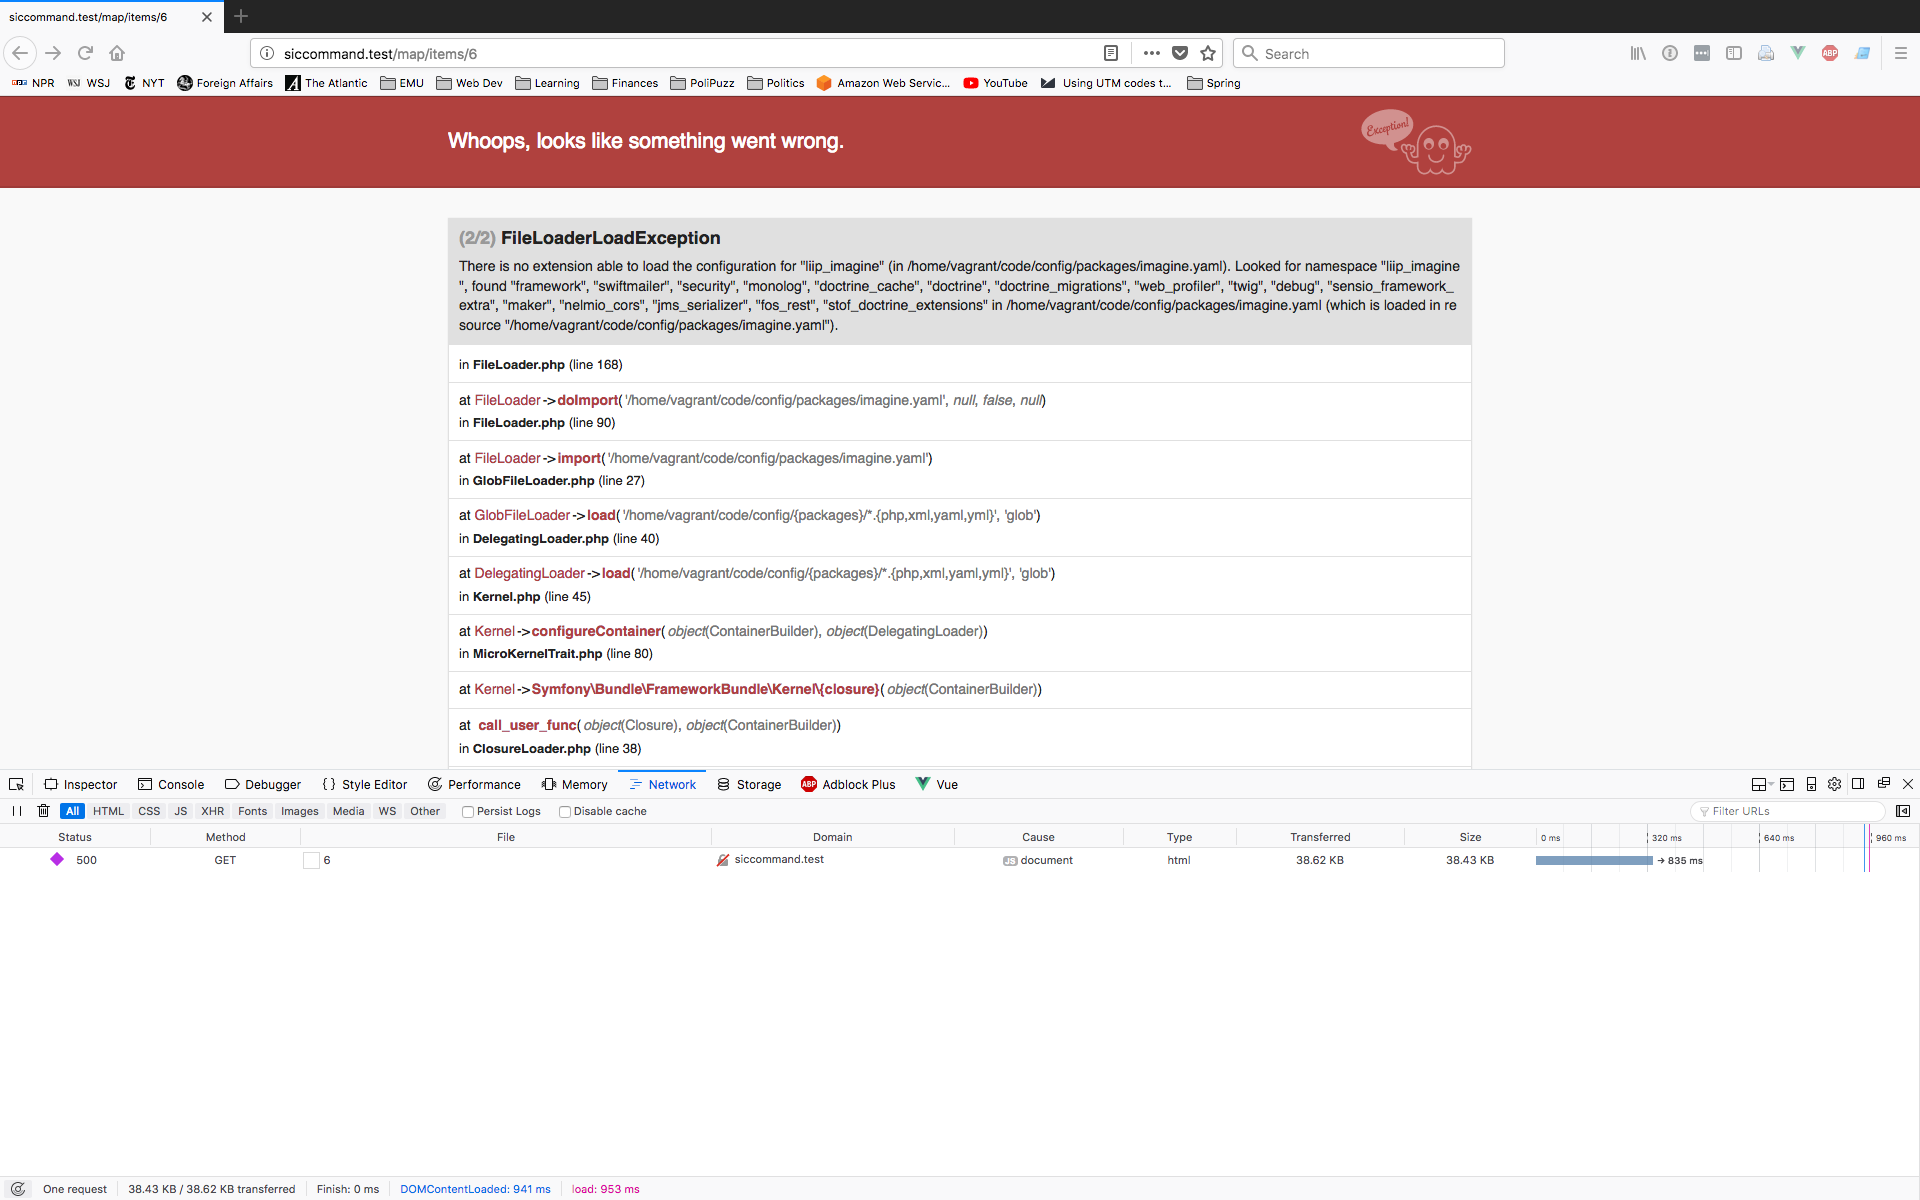 siccommand.test/map/items/6
siccommand.test/map/items/6
Search
NPR WSJ WSJ NYT Foreign Affairs The Atlantic EMU Web Dev Learning Finances PoliPuzz Politics Amazon Web Servic... YouTube Using UTM codes t... Spring
Whoops, looks like something went wrong.
Exception!
(2/2) FileLoaderLoadException
There is no extension able to load the configuration for "liip_imagine" (in /home/vagrant/code/config/packages/imagine.yaml). Looked for namespace "liip_imagine
", found "framework", "swiftmailer", "security", "monolog", "doctrine_cache", "doctrine", "doctrine_migrations", "web_profiler", "twig", "debug", "sensio_framework_
extra", "maker", "nelmio_cors", "jms_serializer", "fos_rest", "stof_doctrine_extensions" in /home/vagrant/code/config/packages/imagine.yaml (which is loaded in re
source "/home/vagrant/code/config/packages/imagine.yaml").
in FileLoader.php (line 168)
at FileLoader->doImport('/home/vagrant/code/config/packages/imagine.yaml', null, false, null)
in FileLoader.php (line 90)
at FileLoader->import('/home/vagrant/code/config/packages/imagine.yaml')
in GlobFileLoader.php (line 27)
at GlobFileLoader->load('/home/vagrant/code/config/{packages}/*.{php,xml,yaml,yml}', 'glob')
in DelegatingLoader.php (line 40)
at DelegatingLoader->load('/home/vagrant/code/config/{packages}/*.{php,xml,yaml,yml}', 'glob')
in Kernel.php (line 45)
at Kernel->configureContainer(object(ContainerBuilder), object(DelegatingLoader))
in MicroKernelTrait.php (line 80)
at Kernel->Symfony\Bundle\FrameworkBundle\Kernel\{closure}(object(ContainerBuilder))
at call_user_func(object(Closure), object(ContainerBuilder))
in ClosureLoader.php (line 38)
Inspector Console Debugger { } Style Editor Performance Memory Network Storage ABP Adblock Plus Vue
All HTML CSS JS XHR Fonts Images Media WS Other Persist Logs Disable cache Filter URLs
Status Method File Domain Cause Type Transferred Size 0 ms 320 ms 640 ms 960 ms
500 GET 6 siccommand.test JS document html 38.62 KB 38.43 KB → 835 ms
One request 38.43 KB / 38.62 KB transferred Finish: 0 ms DOMContentLoaded: 941 ms load: 953 ms